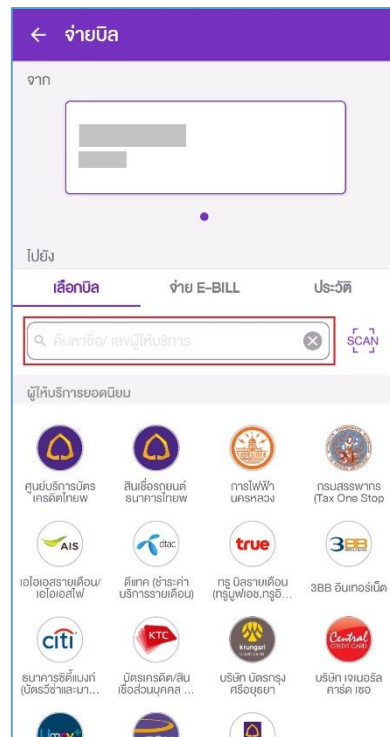 ← จ่ายบิล
จาก
ไปยัง
เลือกบิล จ่าย E-BILL ประวัติ
ค้นหาชื่อ/ เลขผู้ให้บริการ SCAN
ผู้ให้บริการยอดนิยม
ศูนย์บริการบัตร สินเชื่อรถยนต์ การไฟฟ้า กรมสรรพากร
เครดิตไทยพ ธนาคารไทยพ นครหลวง (Tax One Stop
AIS dtac true 3BB
เอไอเอสรายเดือน/ ดีแทค (ชำระค่า ทรู บิลรายเดือน 3BB อินเทอร์เน็ต
เอไอเอสไฟ บริการรายเดือน) (ทรูมูฟเอช,ทรูอิ...
citi KTC krungsri Central
CREDIT CARD
ธนาคารซิตี้แบงก์ บัตรเครดิต/สิน บริษัท บัตรกรุง บริษัท เจเนอรัล
(บัตรวีซ่าและมา... เชื่อส่วนบุคคล ... ศรีอยุธยา คาร์ด เซอ
Umay+